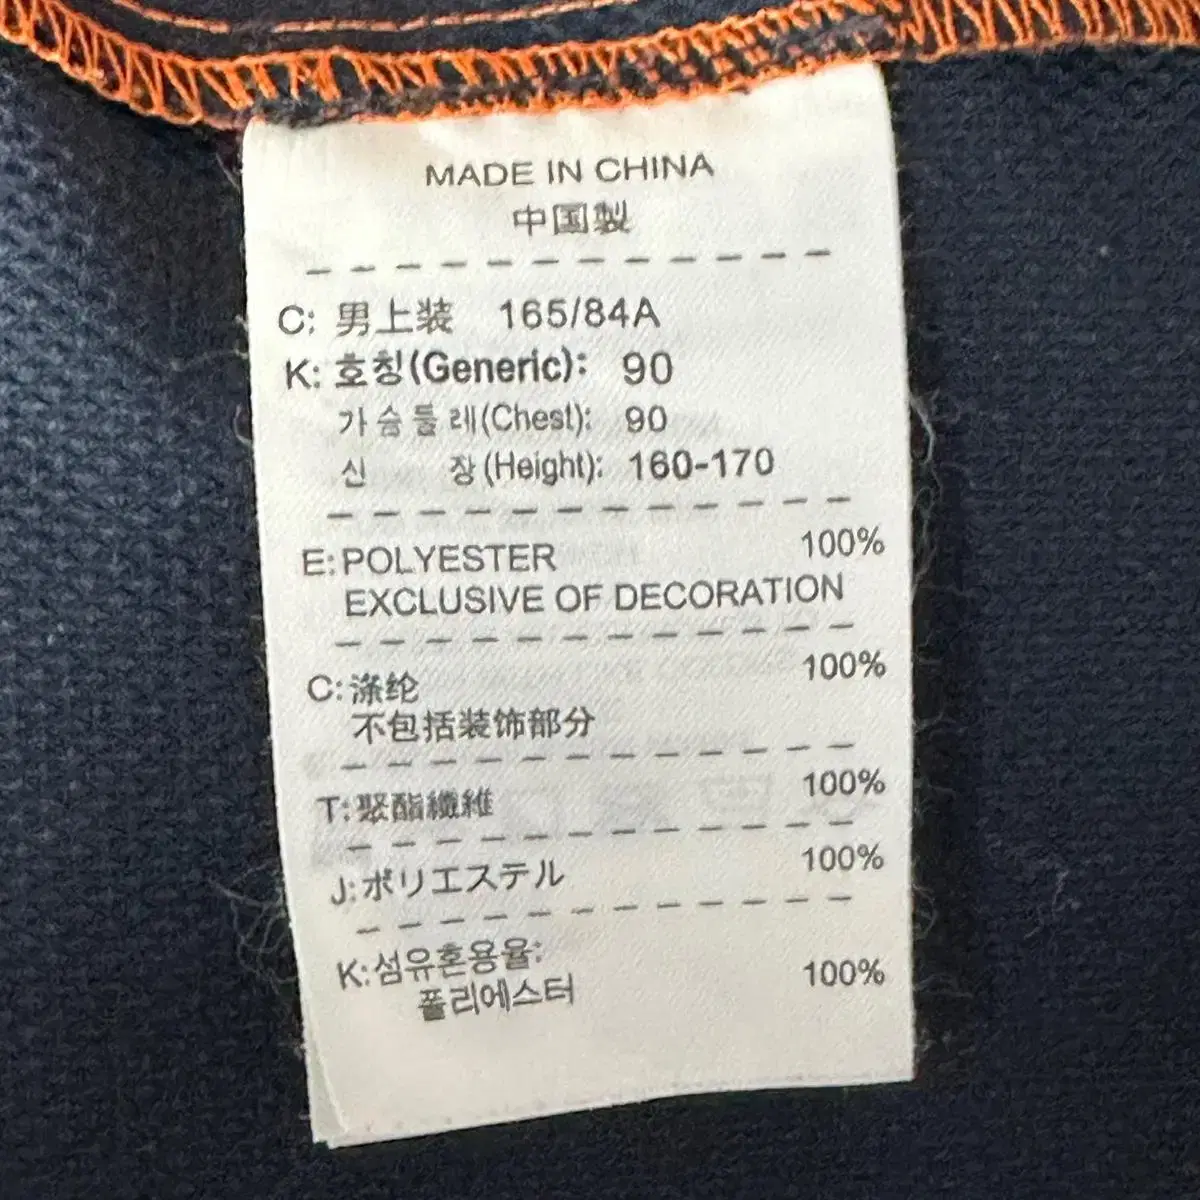 MADE IN CHINA
中国製
C: 男上装 165/84A
K: 호칭(Generic): 90
가슴둘레(Chest): 90
신 장(Height): 160-170
E: POLYESTER 100%
EXCLUSIVE OF DECORATION
C: 涤纶 100%
不包括装饰部分
T: 聚酯纖維 100%
J: ポリエステル 100%
K: 섬유혼용율:
폴리에스터 100%